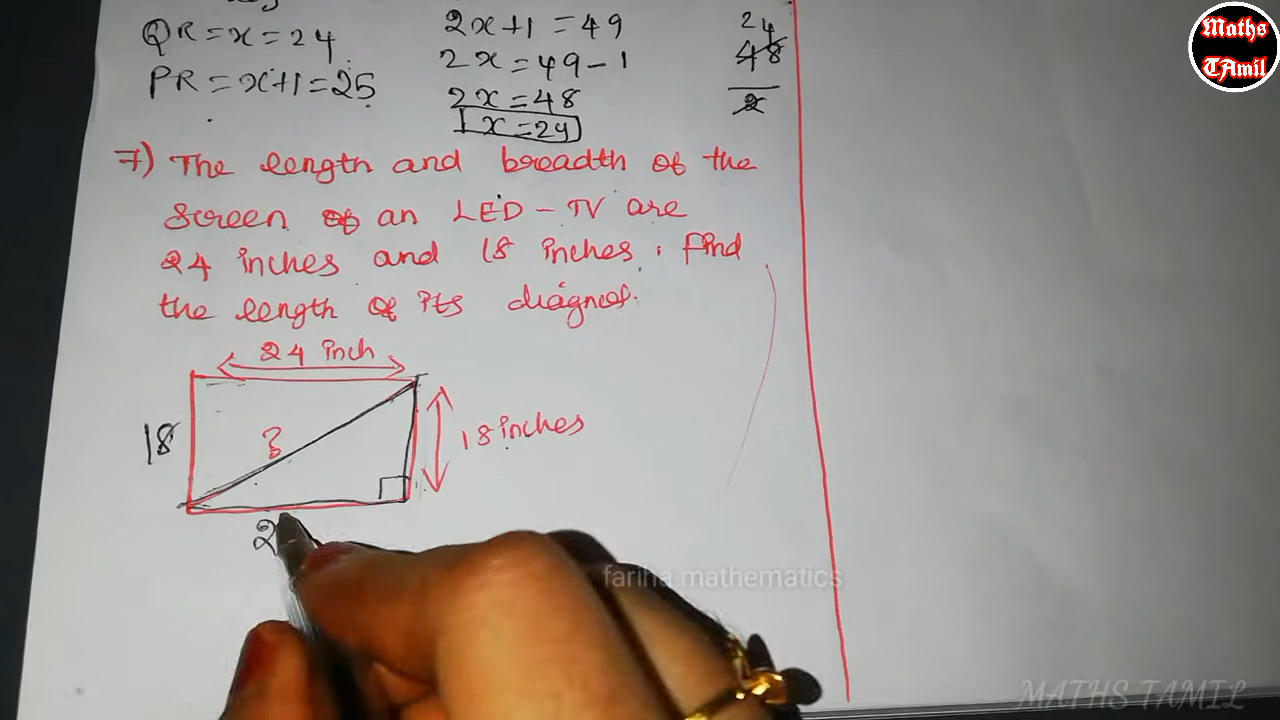 QR = x = 24
PR = x+1 = 25
2x+1 = 49
2x = 49-1
2x = 48
x = 24
24
48
2
7) The length and breadth of the
screen of an LED-TV are
24 inches and 18 inches. find
the length of its diagnol.
24 inch
18
?
18 inches
2
fariha mathematics
MATHS TAMIL
Maths
TAmil